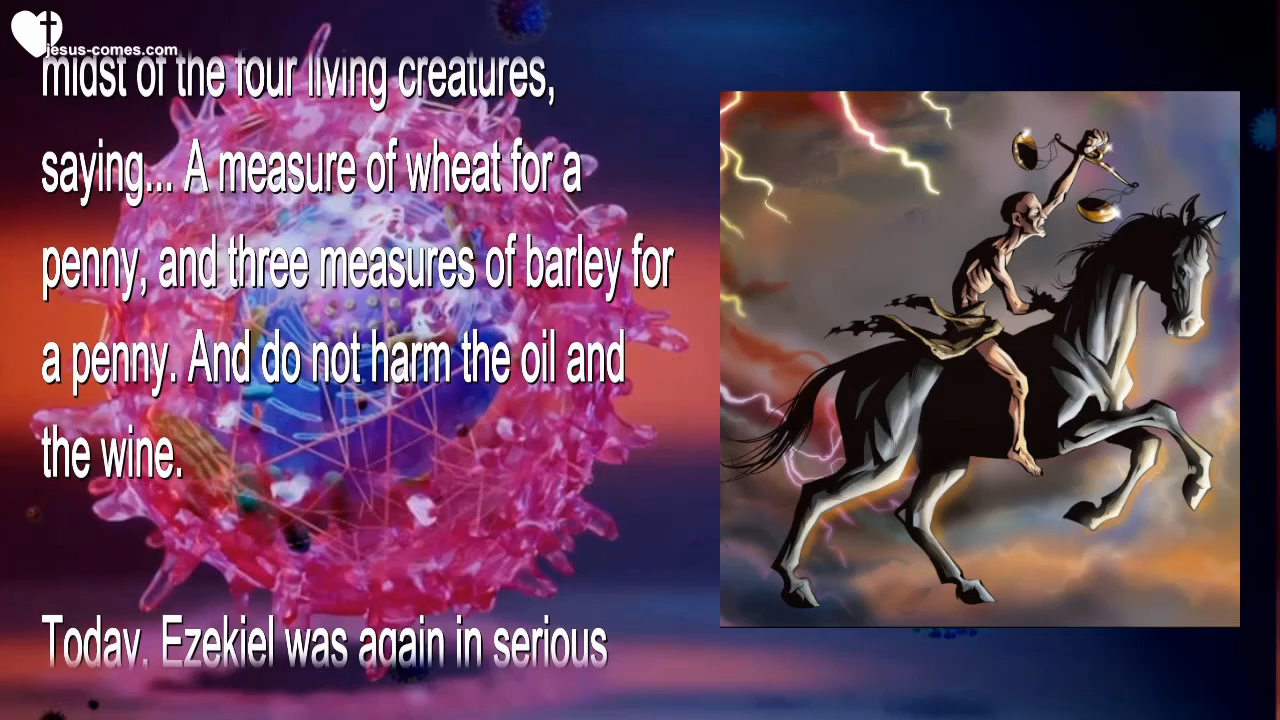 jesus-comes.com
midst of the four living creatures,
saying... A measure of wheat for a
penny, and three measures of barley for
a penny. And do not harm the oil and
the wine.
Today, Ezekiel was again in serious